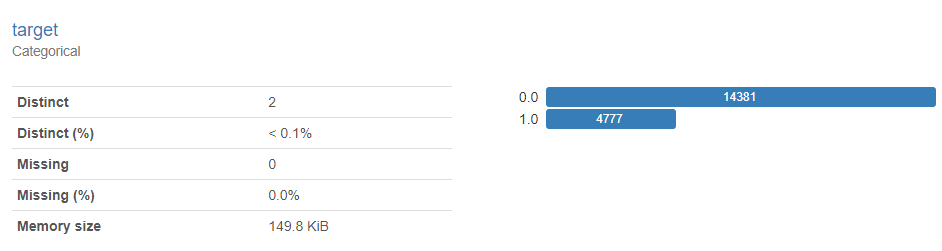 target
Categorical
Distinct 2
Distinct (%) < 0.1%
Missing 0
Missing (%) 0.0%
Memory size 149.8 KiB
0.0 14381
1.0 4777